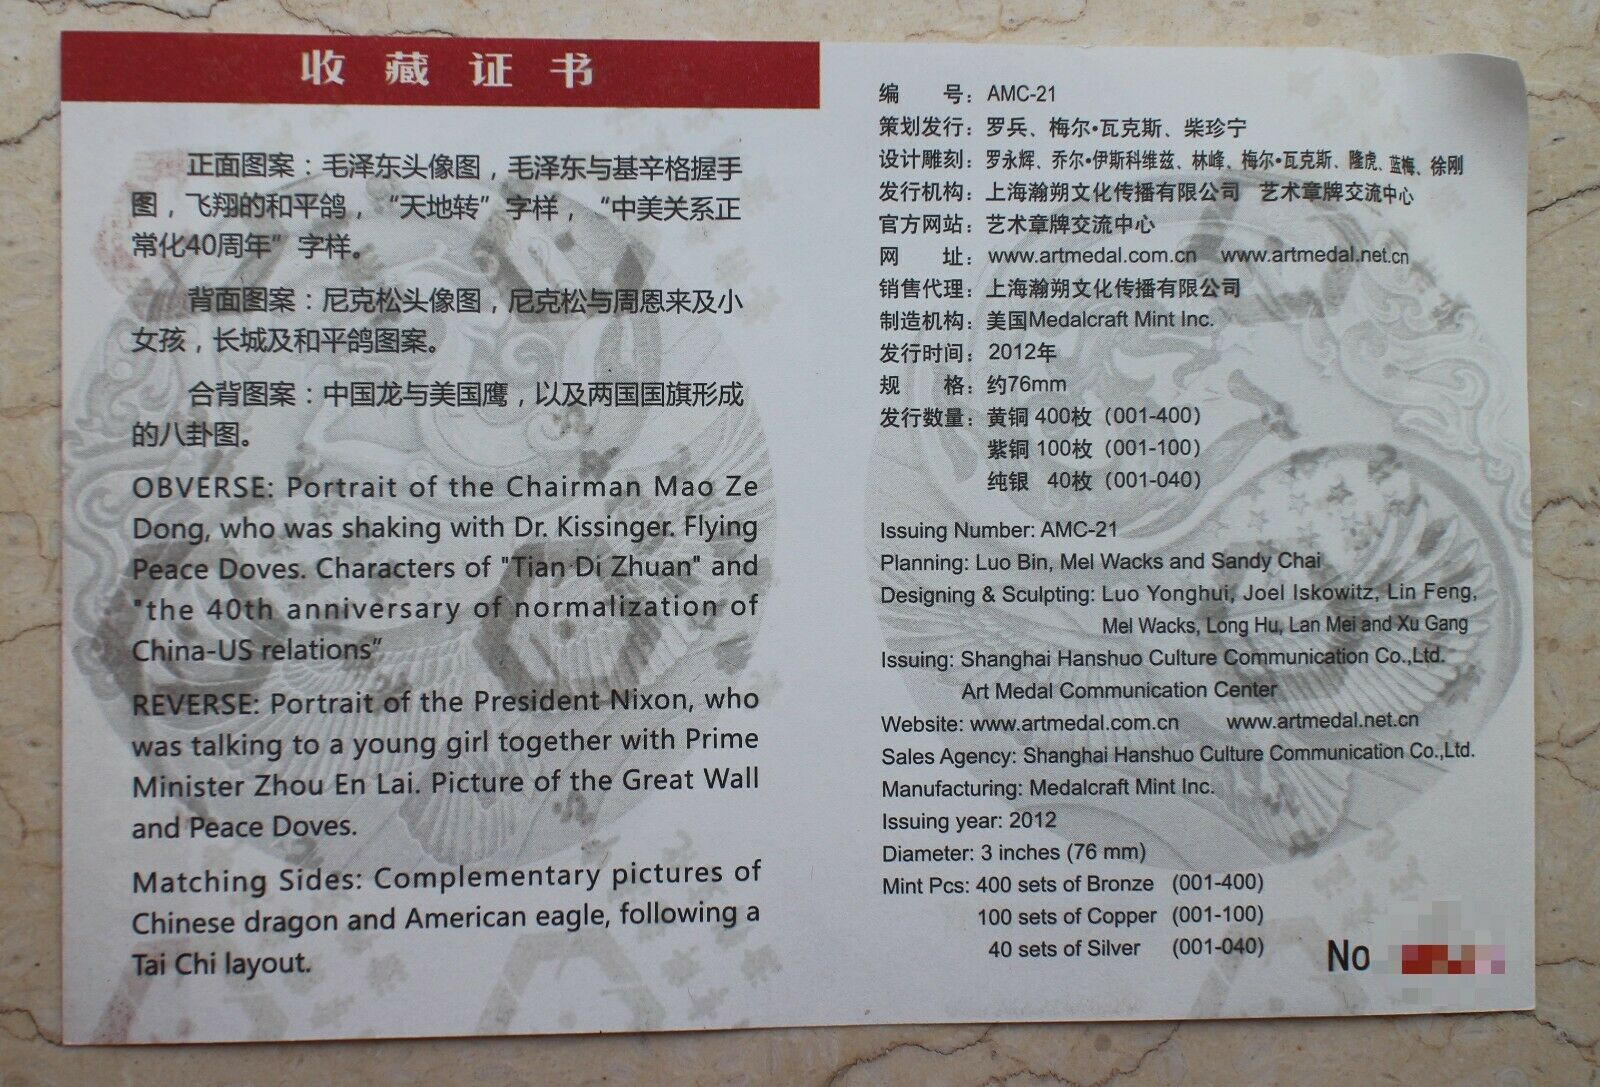 收藏证书
正面图案：毛泽东头像图，毛泽东与基辛格握手
图，飞翔的和平鸽，“天地转”字样，“中美关系正
常化40周年”字样。
背面图案：尼克松头像图，尼克松与周恩来及小
女孩，长城及和平鸽图案。
合背图案：中国龙与美国鹰，以及两国国旗形成
的八卦图。
OBVERSE: Portrait of the Chairman Mao Ze
Dong, who was shaking with Dr. Kissinger. Flying
Peace Doves. Characters of "Tian Di Zhuan" and
"the 40th anniversary of normalization of
China-US relations”
REVERSE: Portrait of the President Nixon, who
was talking to a young girl together with Prime
Minister Zhou En Lai. Picture of the Great Wall
and Peace Doves.
Matching Sides: Complementary pictures of
Chinese dragon and American eagle, following a
Tai Chi layout.
编 号：AMC-21
策划发行：罗兵、梅尔•瓦克斯、柴珍宁
设计雕刻：罗永辉、乔尔•伊斯科维兹、林峰、梅尔•瓦克斯、隆虎、蓝梅、徐刚
发行机构：上海瀚朔文化传播有限公司 艺术章牌交流中心
官方网站：艺术章牌交流中心
网 址：www.artmedal.com.cn www.artmedal.net.cn
销售代理：上海瀚朔文化传播有限公司
制造机构：美国Medalcraft Mint Inc.
发行时间：2012年
规 格：约76mm
发行数量：黄铜 400枚（001-400）
紫铜 100枚（001-100）
纯银 40枚（001-040）
Issuing Number: AMC-21
Planning: Luo Bin, Mel Wacks and Sandy Chai
Designing & Sculpting: Luo Yonghui, Joel Iskowitz, Lin Feng,
Mel Wacks, Long Hu, Lan Mei and Xu Gang
Issuing: Shanghai Hanshuo Culture Communication Co.,Ltd.
Art Medal Communication Center
Website: www.artmedal.com.cn www.artmedal.net.cn
Sales Agency: Shanghai Hanshuo Culture Communication Co.,Ltd.
Manufacturing: Medalcraft Mint Inc.
Issuing year: 2012
Diameter: 3 inches (76 mm)
Mint Pcs: 400 sets of Bronze (001-400)
100 sets of Copper (001-100)
40 sets of Silver (001-040)
No